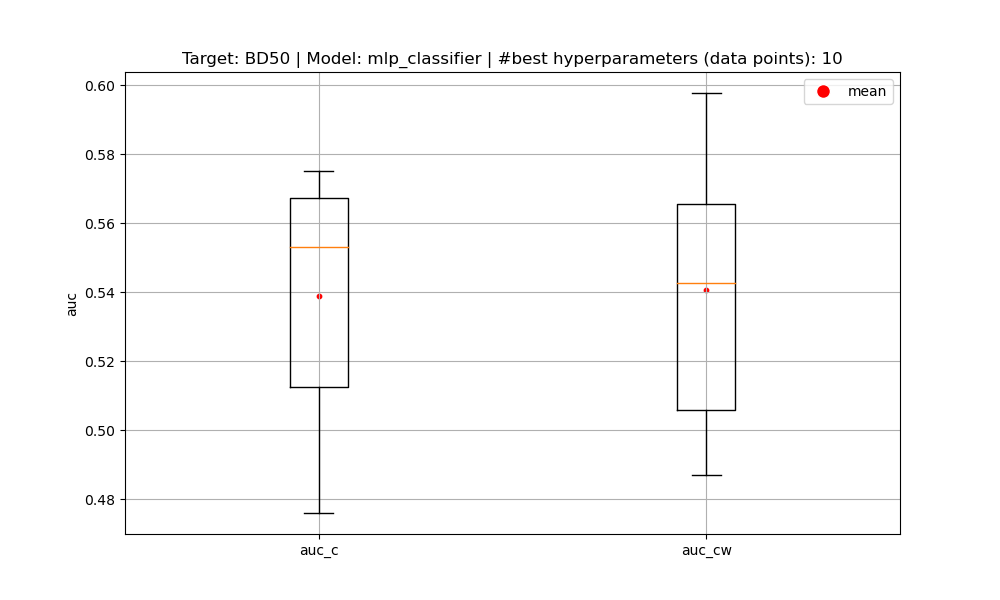 Target: BD50 | Model: mlp_classifier | #best hyperparameters (data points): 10
mean
0.60
0.58
0.56
0.54
0.52
0.50
0.48
auc
auc_c
auc_cw